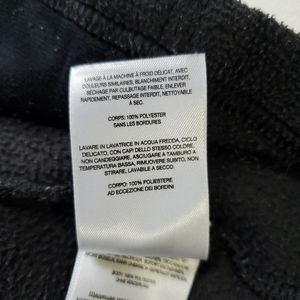 LAVAGE À LA MACHINE À FROID DÉLICAT, AVEC
COULEURS SIMILAIRES, BLANCHIMENT INTERDIT,
SÉCHAGE PAR CULBUTAGE FAIBLE, ENLEVER
RAPIDEMENT, REPASSAGE INTERDIT, NETTOYABLE
À SEC.
CORPS: 100% POLYESTER
SANS LES BORDURES
LAVARE IN LAVATRICE IN ACQUA FREDDA, CICLO
DELICATO, CON CAPI DELLO STESSO COLORE,
NON CANDEGGIARE, ASCIUGARE A TAMBURO A
TEMPERATURA BASSA, RIMUOVERE SUBITO, NON
STIRARE, LAVABILE A SECCO.
CORPO: 100% POLIESTERE
AD ECCEZIONE DEI BORDINI